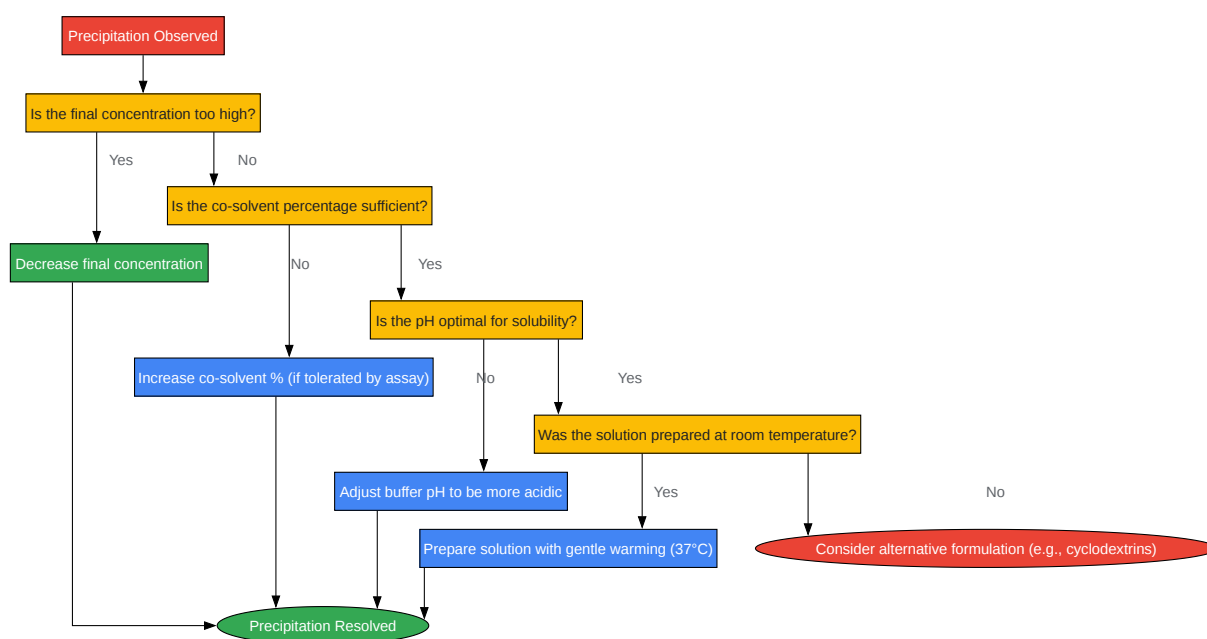 Precipitation Observed
Is the final concentration too high?
Yes
No
Is the co-solvent percentage sufficient?
Decrease final concentration
No
Yes
Is the pH optimal for solubility?
Increase co-solvent % (if tolerated by assay)
No
Yes
Was the solution prepared at room temperature?
Adjust buffer pH to be more acidic
Yes
No
Prepare solution with gentle warming (37°C)
Consider alternative formulation (e.g., cyclodextrins)
Precipitation Resolved